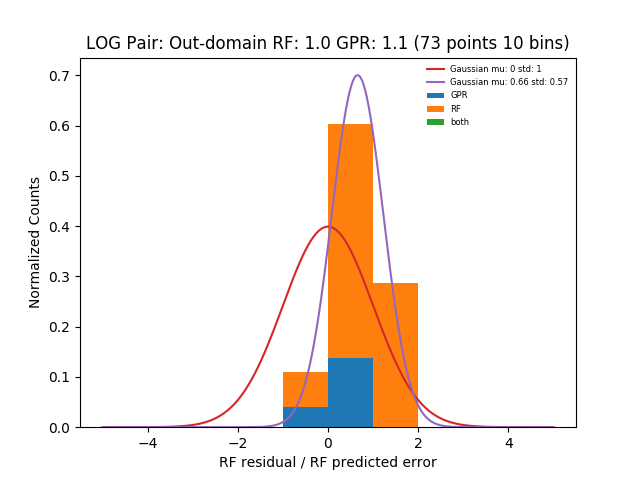 LOG Pair: Out-domain RF: 1.0 GPR: 1.1 (73 points 10 bins)
Gaussian mu: 0 std: 1
Gaussian mu: 0.66 std: 0.57
GPR
RF
both
Normalized Counts
0.7
0.6
0.5
0.4
0.3
0.2
0.1
0.0
−4 −2 0 2 4
RF residual / RF predicted error